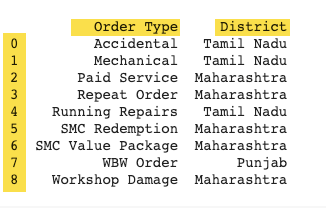 Order Type District
0 Accidental Tamil Nadu
1 Mechanical Tamil Nadu
2 Paid Service Maharashtra
3 Repeat Order Maharashtra
4 Running Repairs Tamil Nadu
5 SMC Redemption Maharashtra
6 SMC Value Package Maharashtra
7 WBW Order Punjab
8 Workshop Damage Maharashtra